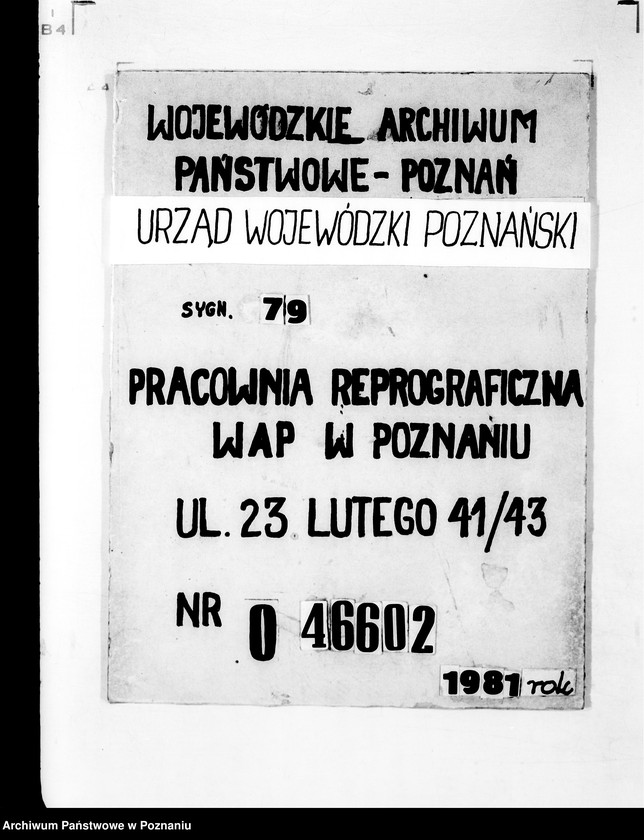 B4
WOJEWÓDZKIE ARCHIWUM
PAŃSTWOWE - POZNAŃ
URZĄD WOJEWÓDZKI POZNAŃSKI
SYGN. 79
PRACOWNIA REPROGRAFICZNA
WAP W POZNANIU
UL. 23 LUTEGO 41/43
NR 0 46602
1981 rok
Archiwum Państwowe w Poznaniu